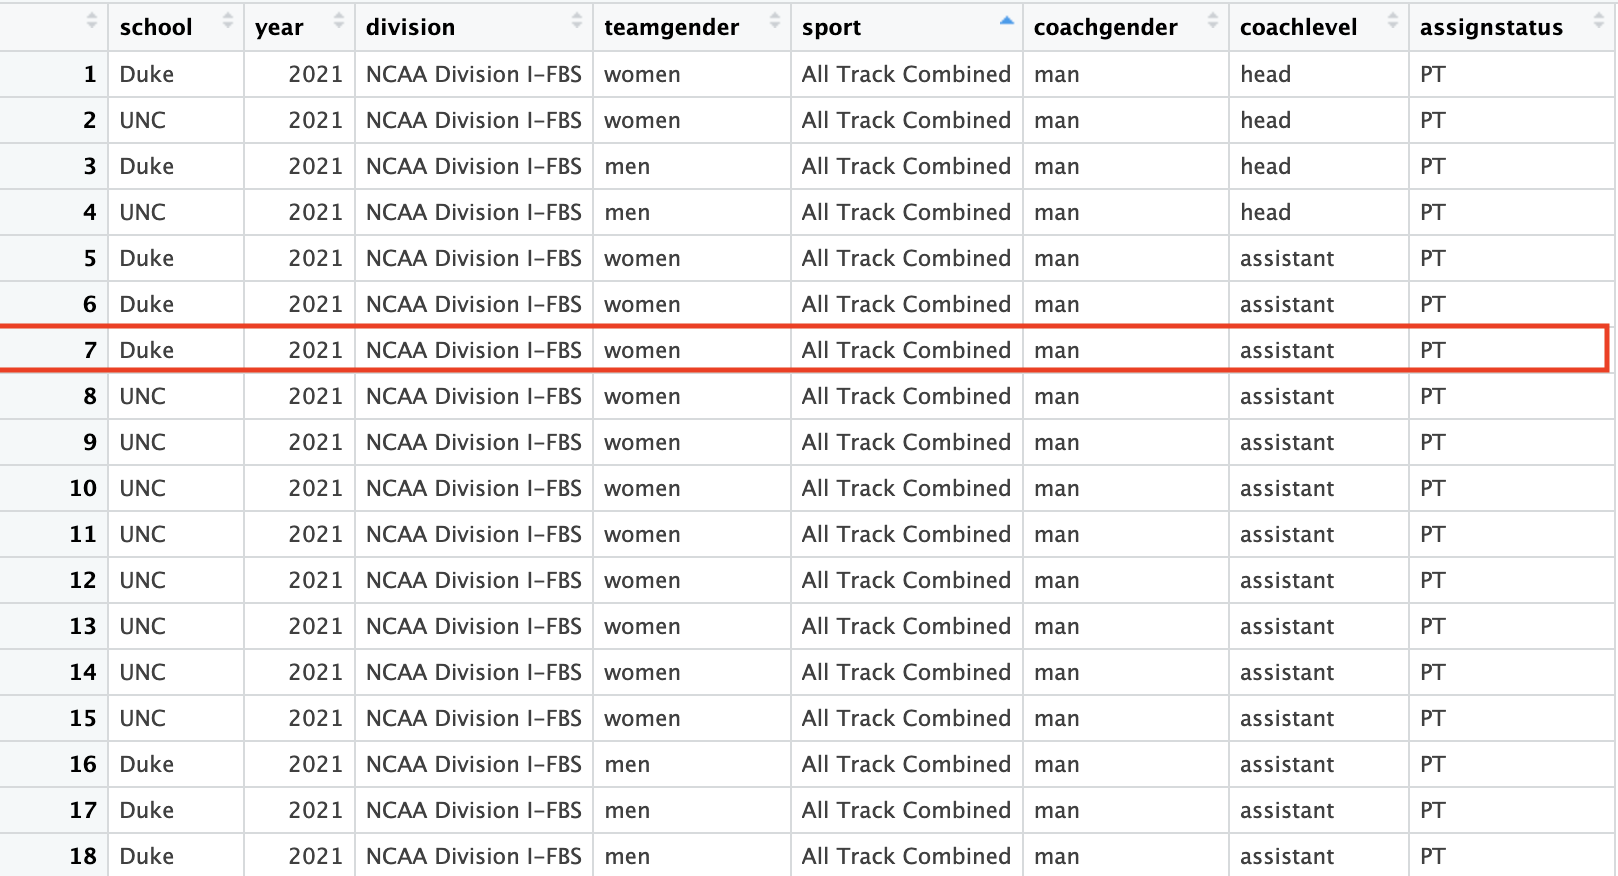 school year division teamgender sport coachgender coachlevel assignstatus
1 Duke 2021 NCAA Division I-FBS women All Track Combined man head PT
2 UNC 2021 NCAA Division I-FBS women All Track Combined man head PT
3 Duke 2021 NCAA Division I-FBS men All Track Combined man head PT
4 UNC 2021 NCAA Division I-FBS men All Track Combined man head PT
5 Duke 2021 NCAA Division I-FBS women All Track Combined man assistant PT
6 Duke 2021 NCAA Division I-FBS women All Track Combined man assistant PT
7 Duke 2021 NCAA Division I-FBS women All Track Combined man assistant PT
8 UNC 2021 NCAA Division I-FBS women All Track Combined man assistant PT
9 UNC 2021 NCAA Division I-FBS women All Track Combined man assistant PT
10 UNC 2021 NCAA Division I-FBS women All Track Combined man assistant PT
11 UNC 2021 NCAA Division I-FBS women All Track Combined man assistant PT
12 UNC 2021 NCAA Division I-FBS women All Track Combined man assistant PT
13 UNC 2021 NCAA Division I-FBS women All Track Combined man assistant PT
14 UNC 2021 NCAA Division I-FBS women All Track Combined man assistant PT
15 UNC 2021 NCAA Division I-FBS women All Track Combined man assistant PT
16 Duke 2021 NCAA Division I-FBS men All Track Combined man assistant PT
17 Duke 2021 NCAA Division I-FBS men All Track Combined man assistant PT
18 Duke 2021 NCAA Division I-FBS men All Track Combined man assistant PT